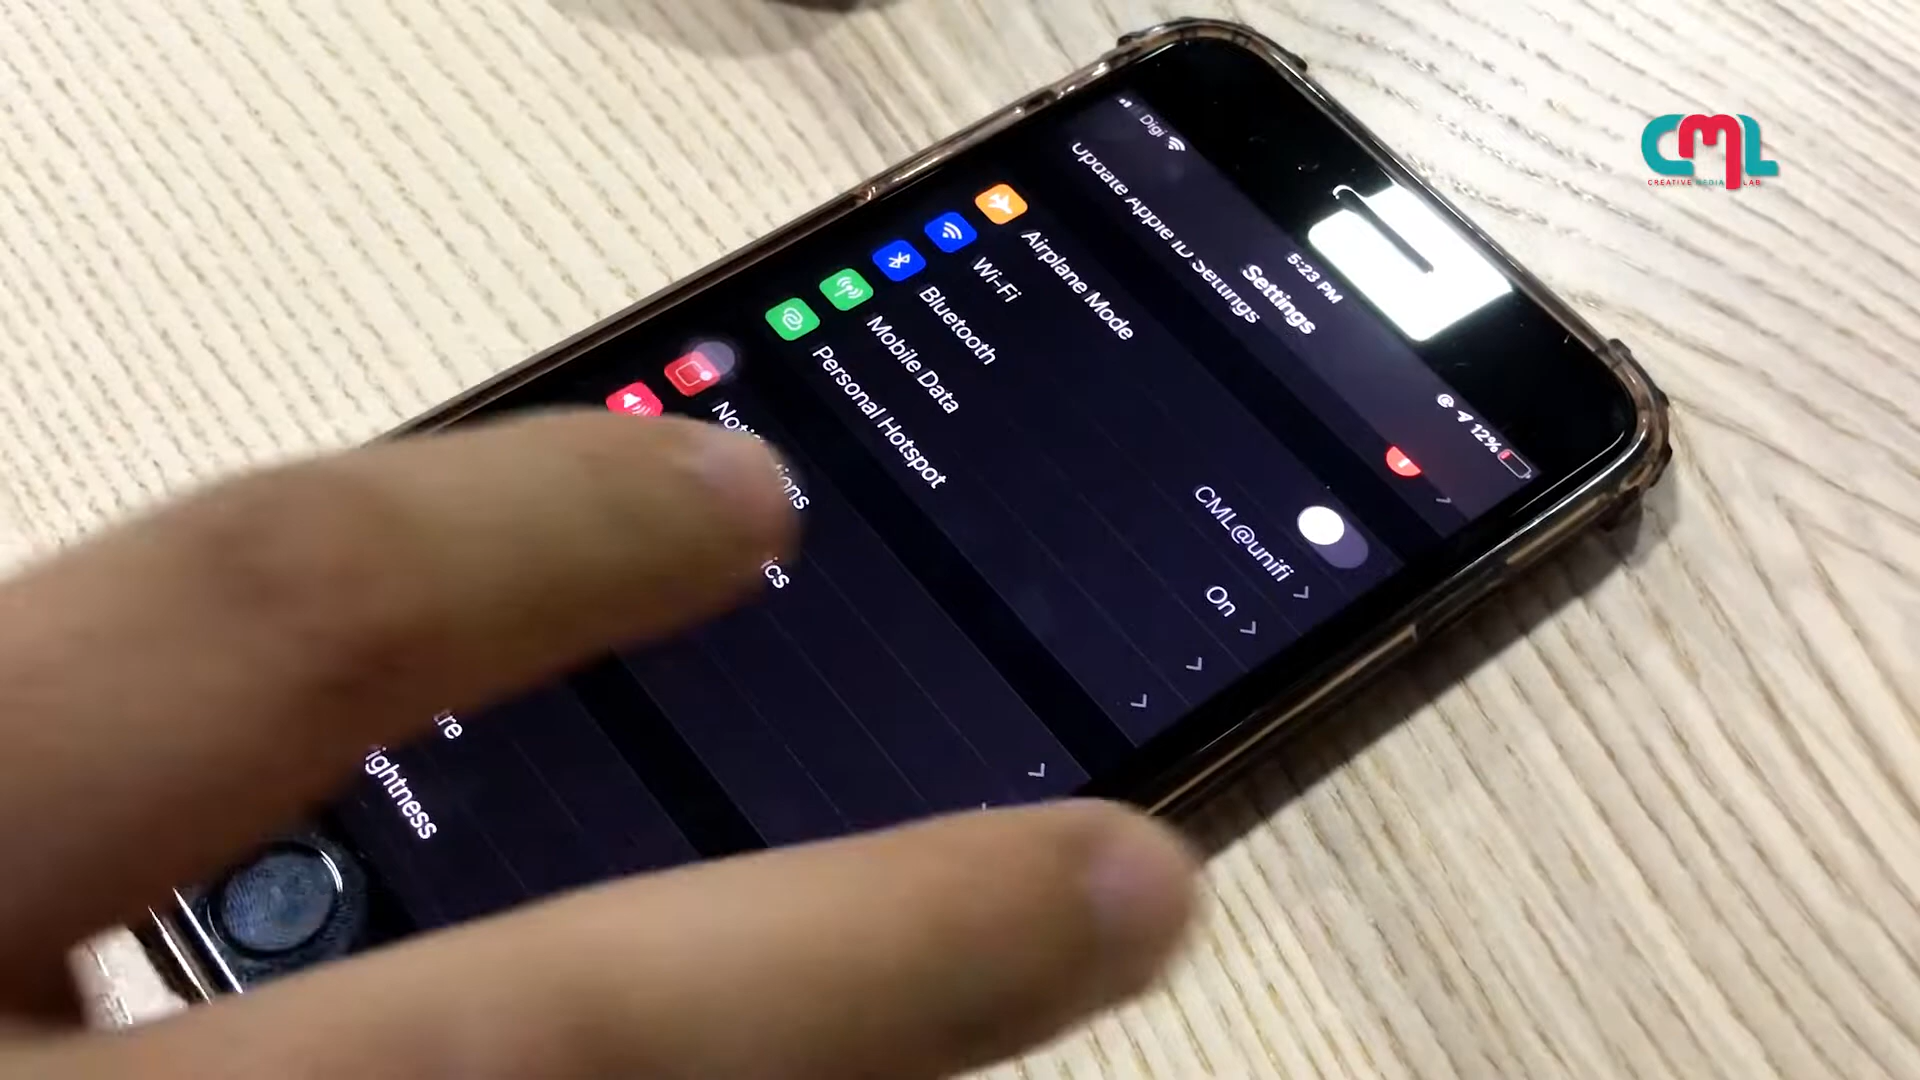 CML
CREATIVE MEDIA LAB
Digi
5:23 PM
12%
Settings
Update Apple ID Settings
Airplane Mode
Wi-Fi
CML@unifi
Bluetooth
On
Mobile Data
Personal Hotspot